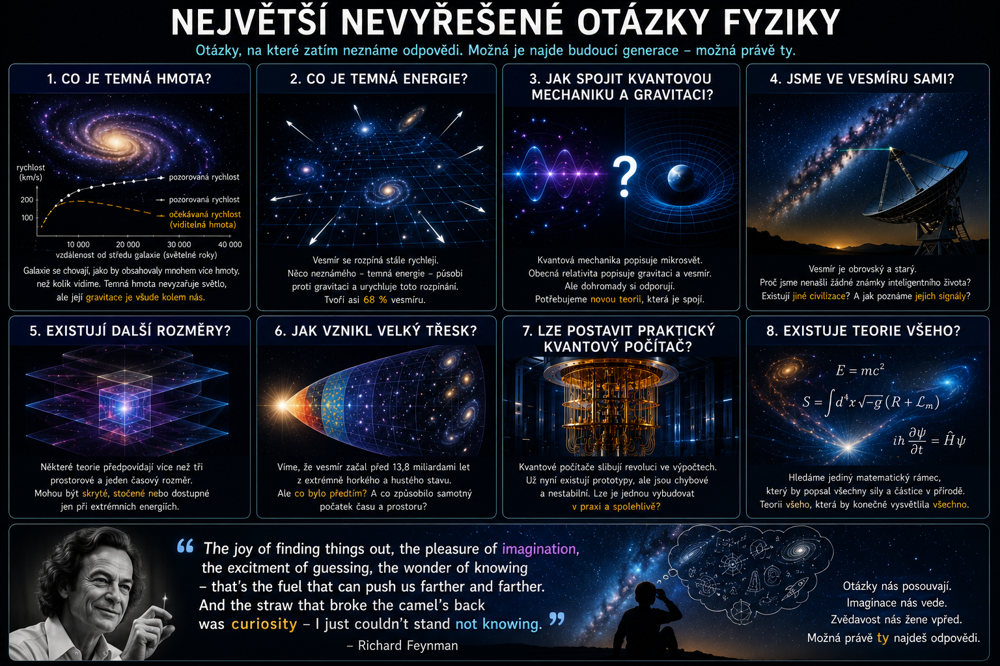 NEJVĚTŠÍ NEVYŘEŠENÉ OTÁZKY FYZIKY
Otázky, na které zatím neznáme odpovědi. Možná je najde budoucí generace – možná právě ty.
1. CO JE TEMNÁ HMOTA?
rychlost
(km/s)
200
100
pozorovaná rychlost
pozorovaná rychlost
očekávaná rychlost
(viditelná hmota)
10 000 20 000 30 000 40 000
vzdálenost od středu galaxie (světelné roky)
Galaxie se chovají, jako by obsahovaly mnohem více hmoty,
než kolik vidíme. Temná hmota nevyzařuje světlo,
ale její gravitace je všude kolem nás.
2. CO JE TEMNÁ ENERGIE?
Vesmír se rozpíná stále rychleji.
Něco neznámého – temná energie – působí
proti gravitaci a urychluje toto rozpínání.
Tvoří asi 68 % vesmíru.
3. JAK SPOJIT KVANTOVOU
MECHANIKU A GRAVITACI?
?
Kvantová mechanika popisuje mikrosvět.
Obecná relativita popisuje gravitaci a vesmír.
Ale dohromady si odporují.
Potřebujeme novou teorii, která je spojí.
4. JSME VE VESMÍRU SAMI?
Vesmír je obrovský a starý.
Proč jsme nenašli žádné známky inteligentního života?
Existují jiné civilizace? A jak poznáme jejich signály?
5. EXISTUJÍ DALŠÍ ROZMĚRY?
Některé teorie předpovídají více než tři
prostorové a jeden časový rozměr.
Mohou být skryté, stočené nebo dostupné
jen při extrémních energiích.
6. JAK VZNIKL VELKÝ TŘESK?
Víme, že vesmír začal před 13,8 miliardami let
z extrémně horkého a hustého stavu.
Ale co bylo předtím? A co způsobilo samotný
počátek času a prostoru?
7. LZE POSTAVIT PRAKTICKÝ
KVANTOVÝ POČÍTAČ?
Kvantové počítače slibují revoluci ve výpočtech.
Už nyní existují prototypy, ale jsou chybové
a nestabilní. Lze je jednou vybudovat
v praxi a spolehlivě?
8. EXISTUJE TEORIE VŠEHO?
E = mc²
S = ∫ d⁴x √−g (R + ℒₘ)
iħ ∂ψ/∂t = Ĥψ
Hledáme jediný matematický rámec,
který by popsal všechny síly a částice v přírodě.
Teorii všeho, která by konečně vysvětlila všechno.
“ The joy of finding things out, the pleasure of imagination,
the excitment of guessing, the wonder of knowing
– that's the fuel that can push us farther and farther.
And the straw that broke the camel's back
was curiosity – I just couldn't stand not knowing. ”
– Richard Feynman
Otázky nás posouvají.
Imaginace nás vede.
Zvědavost nás žene vpřed.
Možná právě ty najdeš odpovědi.